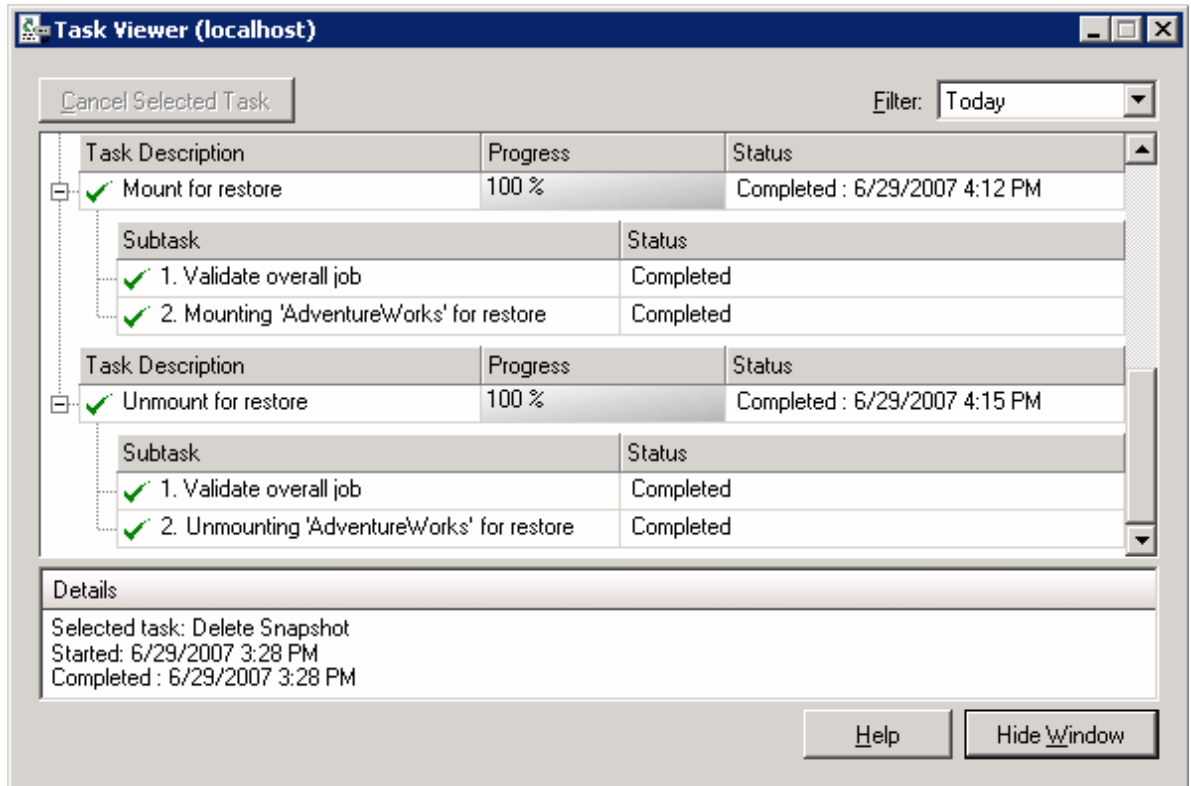 Task Viewer (localhost)
Cancel Selected Task
Filter: Today
Task Description Progress Status
Mount for restore 100 % Completed : 6/29/2007 4:12 PM
Subtask Status
1. Validate overall job Completed
2. Mounting 'AdventureWorks' for restore Completed
Task Description Progress Status
Unmount for restore 100 % Completed : 6/29/2007 4:15 PM
Subtask Status
1. Validate overall job Completed
2. Unmounting 'AdventureWorks' for restore Completed
Details
Selected task: Delete Snapshot
Started: 6/29/2007 3:28 PM
Completed : 6/29/2007 3:28 PM
Help Hide Window